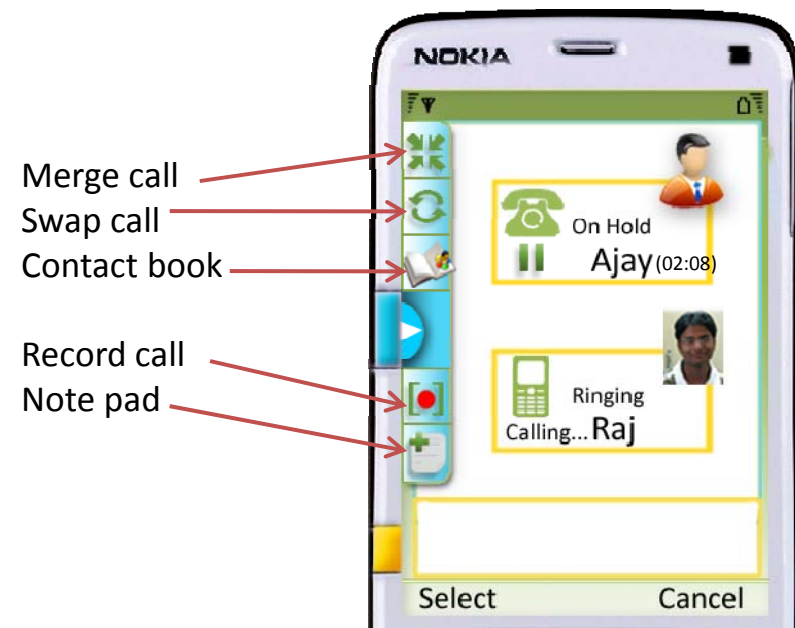 NOKIA
Merge call
Swap call
Contact book
Record call
Note pad
On Hold
Ajay (02:08)
Ringing
Calling... Raj
Select
Cancel